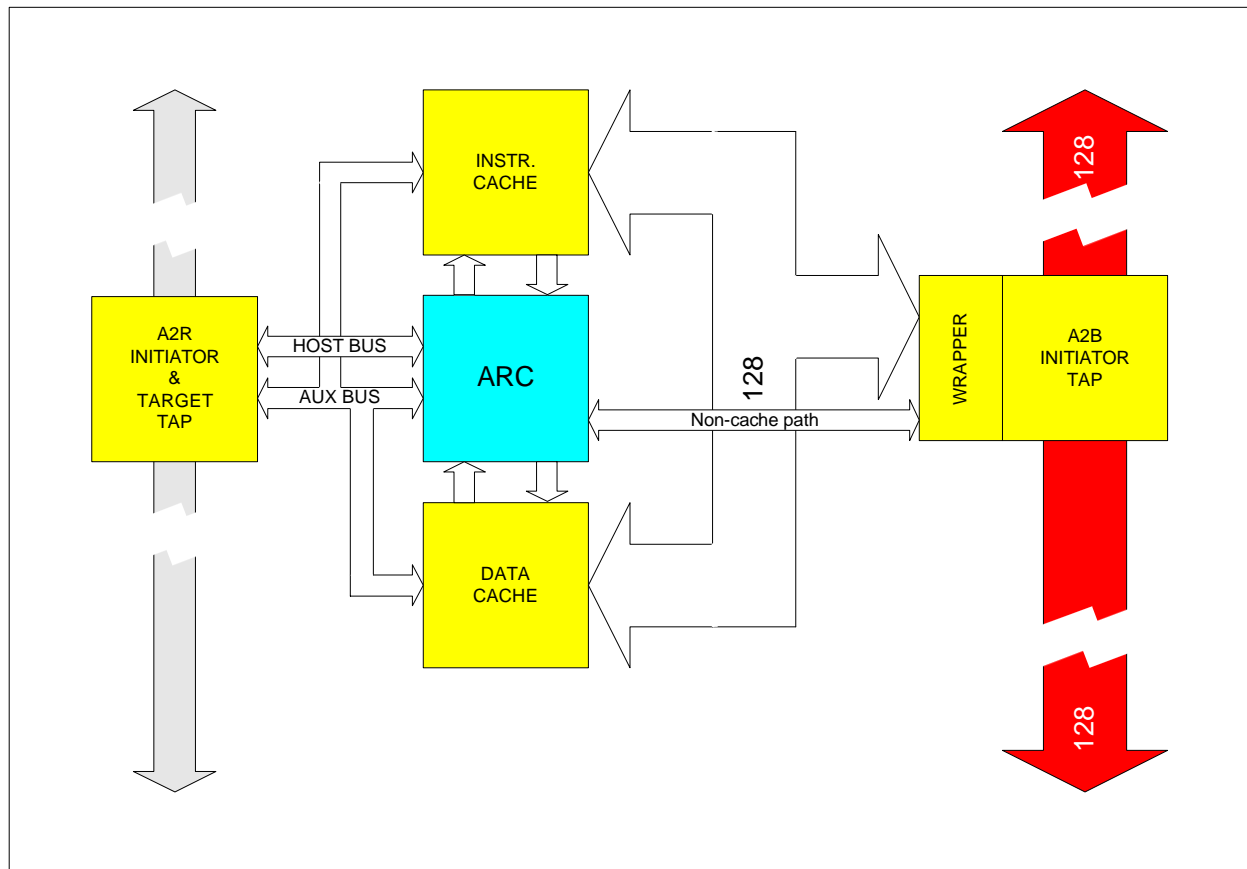 INSTR.
CACHE
128
A2R
INITIATOR
&
TARGET
TAP
HOST BUS
AUX BUS
ARC
128
Non-cache path
WRAPPER
A2B
INITIATOR
TAP
DATA
CACHE
128